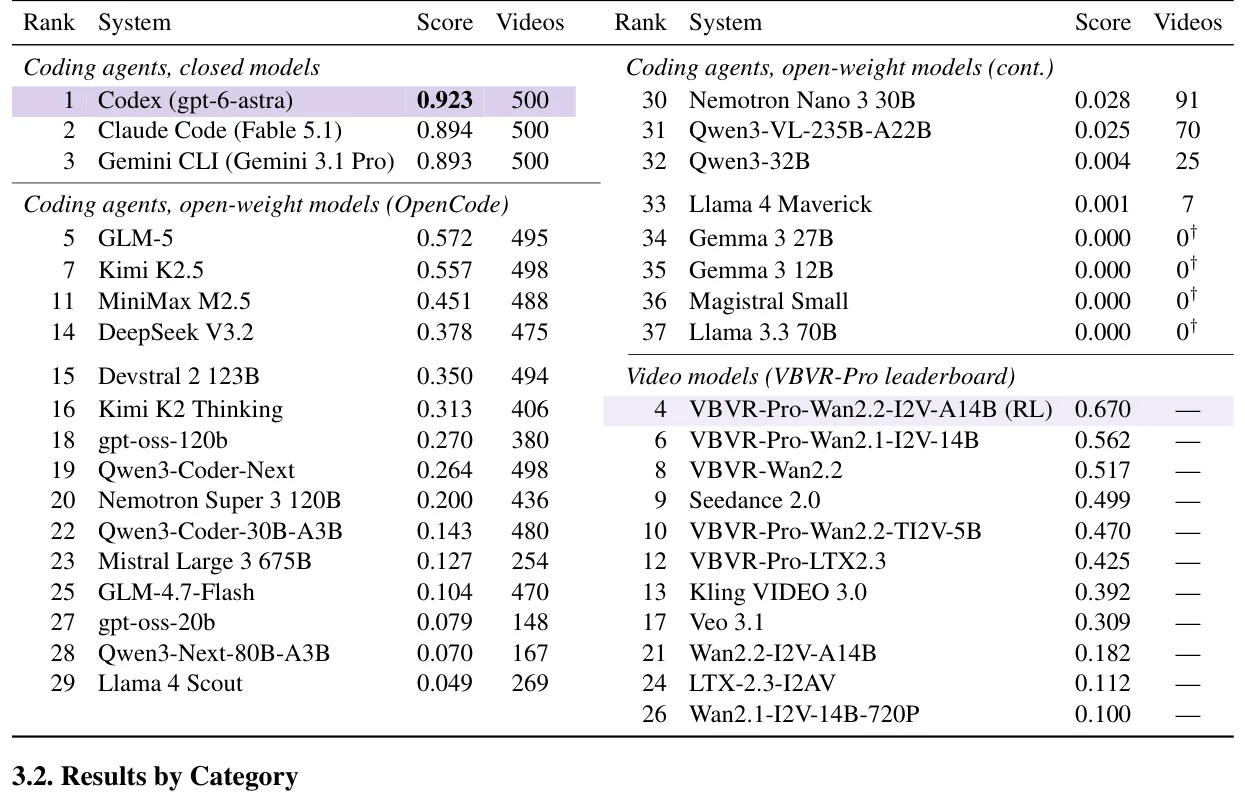 Rank System Score Videos
Coding agents, closed models
1 Codex (gpt-6-astra) 0.923 500
2 Claude Code (Fable 5.1) 0.894 500
3 Gemini CLI (Gemini 3.1 Pro) 0.893 500
Coding agents, open-weight models (OpenCode)
5 GLM-5 0.572 495
7 Kimi K2.5 0.557 498
11 MiniMax M2.5 0.451 488
14 DeepSeek V3.2 0.378 475
15 Devstral 2 123B 0.350 494
16 Kimi K2 Thinking 0.313 406
18 gpt-oss-120b 0.270 380
19 Qwen3-Coder-Next 0.264 498
20 Nemotron Super 3 120B 0.200 436
22 Qwen3-Coder-30B-A3B 0.143 480
23 Mistral Large 3 675B 0.127 254
25 GLM-4.7-Flash 0.104 470
27 gpt-oss-20b 0.079 148
28 Qwen3-Next-80B-A3B 0.070 167
29 Llama 4 Scout 0.049 269
Rank System Score Videos
Coding agents, open-weight models (cont.)
30 Nemotron Nano 3 30B 0.028 91
31 Qwen3-VL-235B-A22B 0.025 70
32 Qwen3-32B 0.004 25
33 Llama 4 Maverick 0.001 7
34 Gemma 3 27B 0.000 0†
35 Gemma 3 12B 0.000 0†
36 Magistral Small 0.000 0†
37 Llama 3.3 70B 0.000 0†
Video models (VBVR-Pro leaderboard)
4 VBVR-Pro-Wan2.2-I2V-A14B (RL) 0.670 —
6 VBVR-Pro-Wan2.1-I2V-14B 0.562 —
8 VBVR-Wan2.2 0.517 —
9 Seedance 2.0 0.499 —
10 VBVR-Pro-Wan2.2-TI2V-5B 0.470 —
12 VBVR-Pro-LTX2.3 0.425 —
13 Kling VIDEO 3.0 0.392 —
17 Veo 3.1 0.309 —
21 Wan2.2-I2V-A14B 0.182 —
24 LTX-2.3-I2AV 0.112 —
26 Wan2.1-I2V-14B-720P 0.100 —
3.2. Results by Category